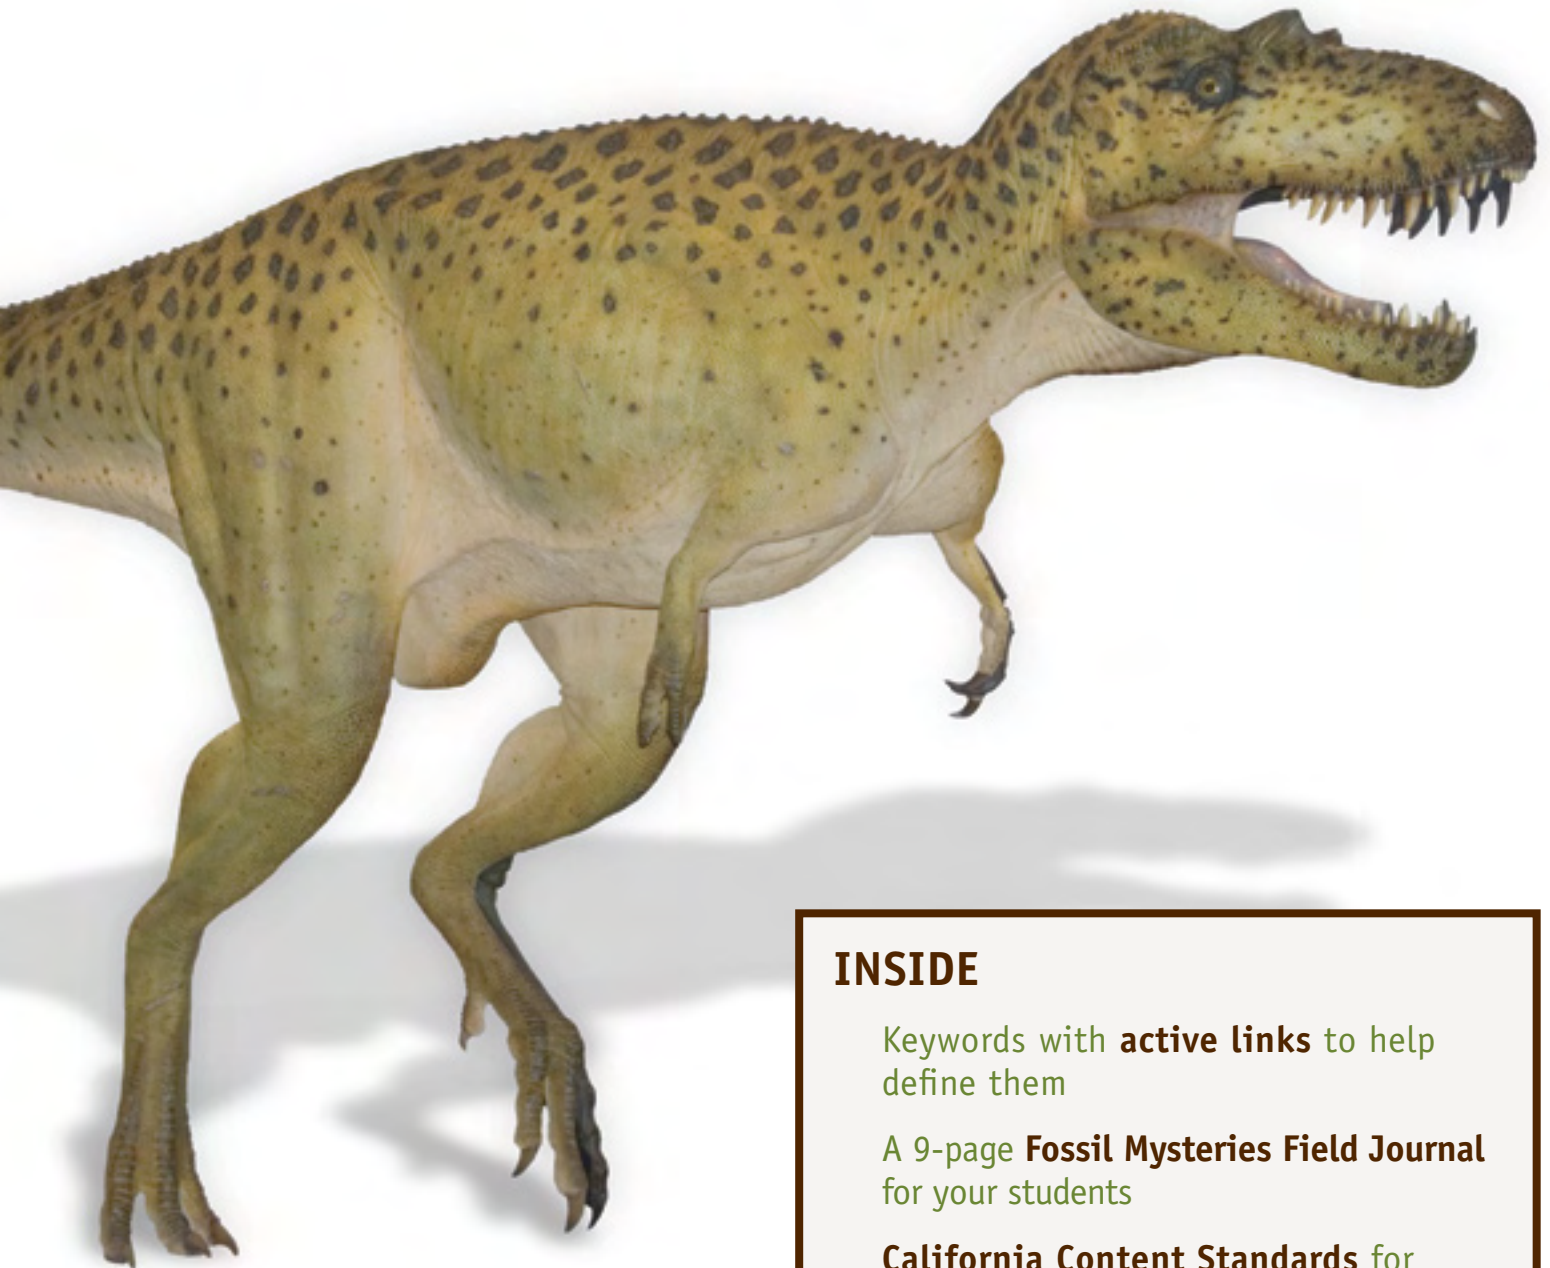 INSIDE
Keywords with active links to help
define them
A 9-page Fossil Mysteries Field Journal
for your students
California Content Standards for